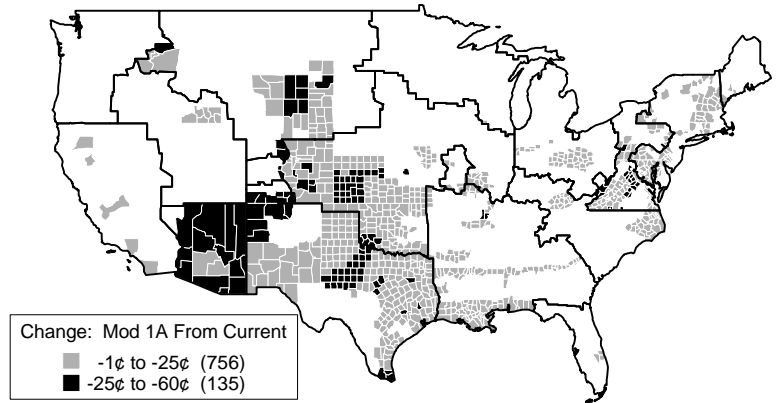 Change: Mod 1A From Current
-1¢ to -25¢ (756)
-25¢ to -60¢ (135)